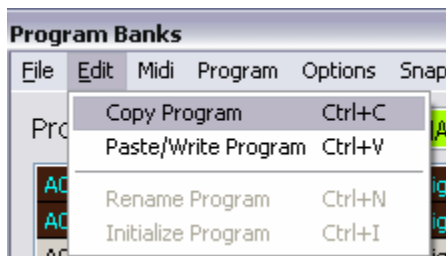 Program Banks
File Edit Midi Program Options Snap
Copy Program Ctrl+C
Paste/Write Program Ctrl+V
Rename Program Ctrl+N
Initialize Program Ctrl+I